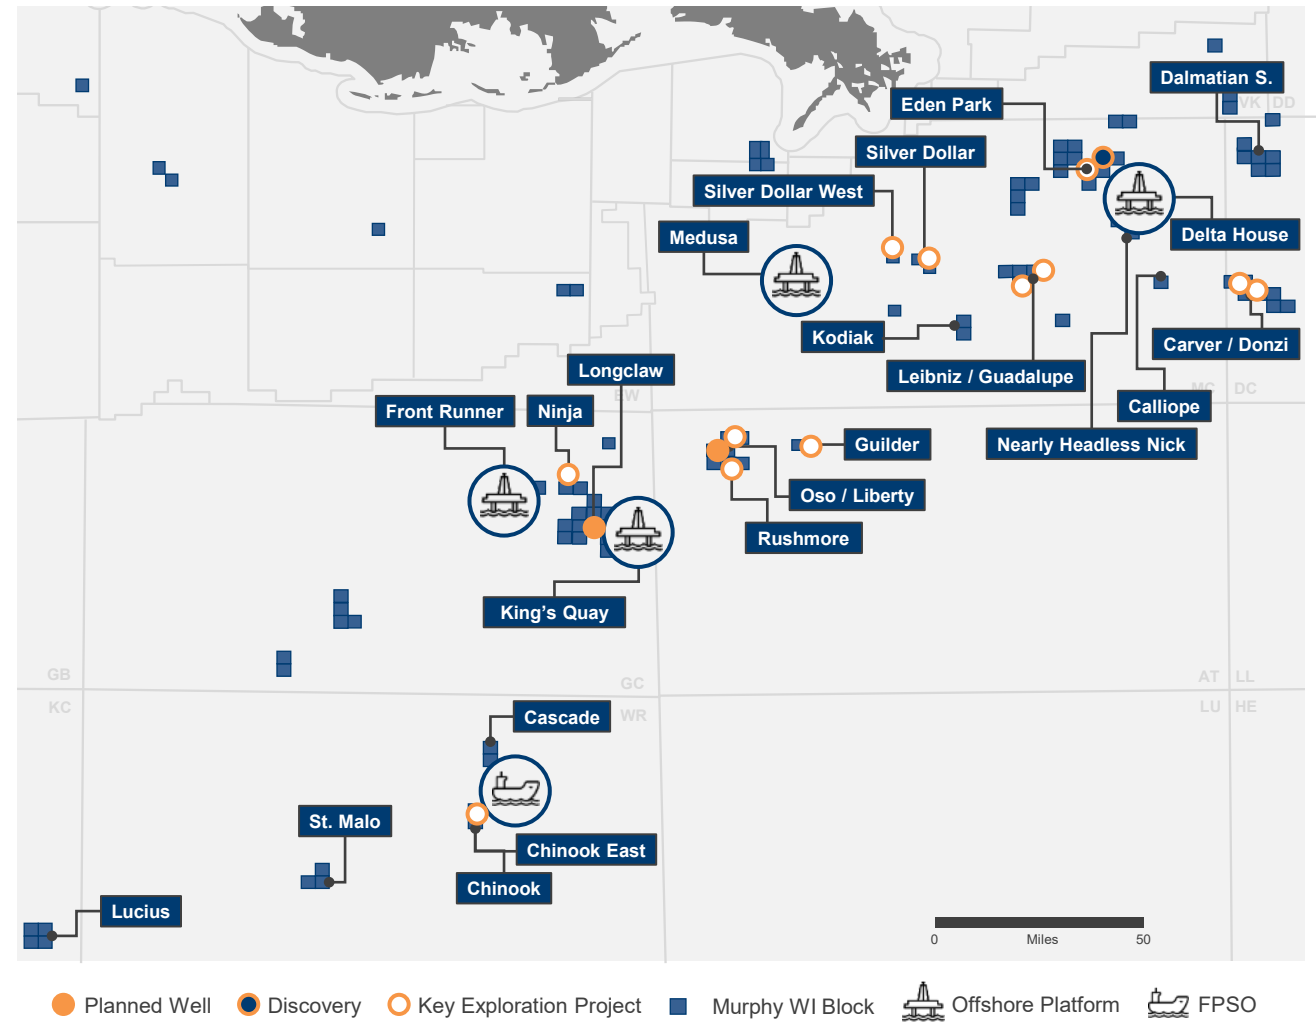 Dalmatian S.
VK
DD
Eden Park
Silver Dollar
Silver Dollar West
Medusa
Delta House
Kodiak
Carver / Donzi
Leibniz / Guadalupe
Longclaw
MC
DC
EW
Calliope
Front Runner
Ninja
Guilder
Nearly Headless Nick
Oso / Liberty
Rushmore
King's Quay
GB
GC
AT
LL
KC
WR
LU
HE
Cascade
St. Malo
Chinook East
Chinook
Lucius
0
Miles
50
Planned Well
Discovery
Key Exploration Project
Murphy WI Block
Offshore Platform
FPSO